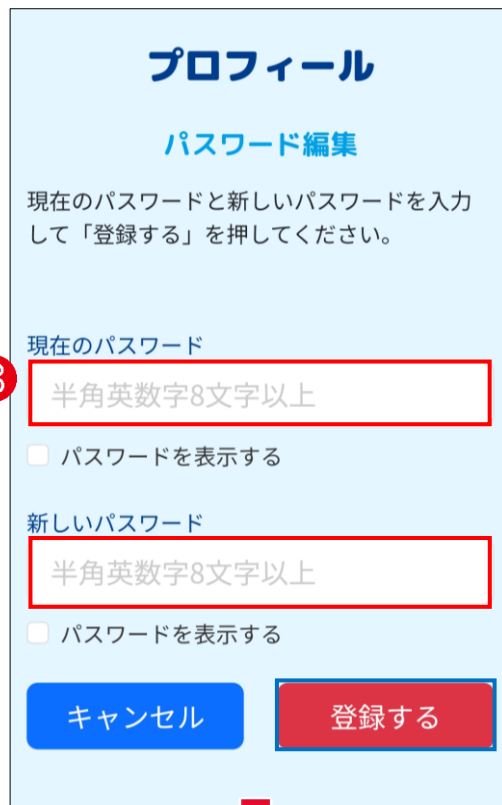 プロフィール
パスワード編集
現在のパスワードと新しいパスワードを入力
して「登録する」を押してください。
現在のパスワード
半角英数字8文字以上
パスワードを表示する
新しいパスワード
半角英数字8文字以上
パスワードを表示する
キャンセル
登録する